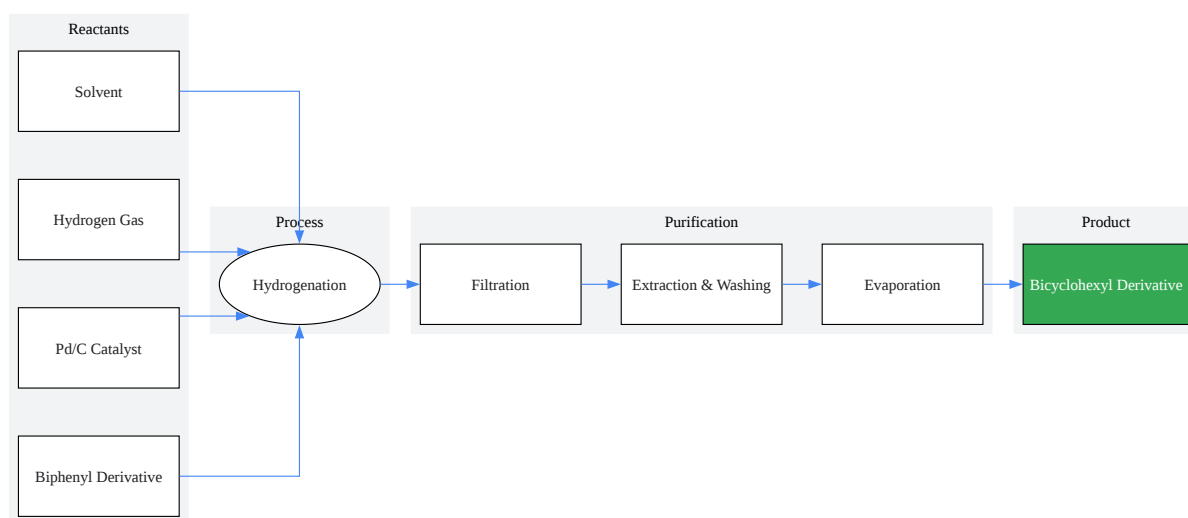 Reactants
Solvent
Hydrogen Gas
Pd/C Catalyst
Biphenyl Derivative
Process
Hydrogenation
Purification
Filtration
Extraction & Washing
Evaporation
Product
Bicyclohexyl Derivative